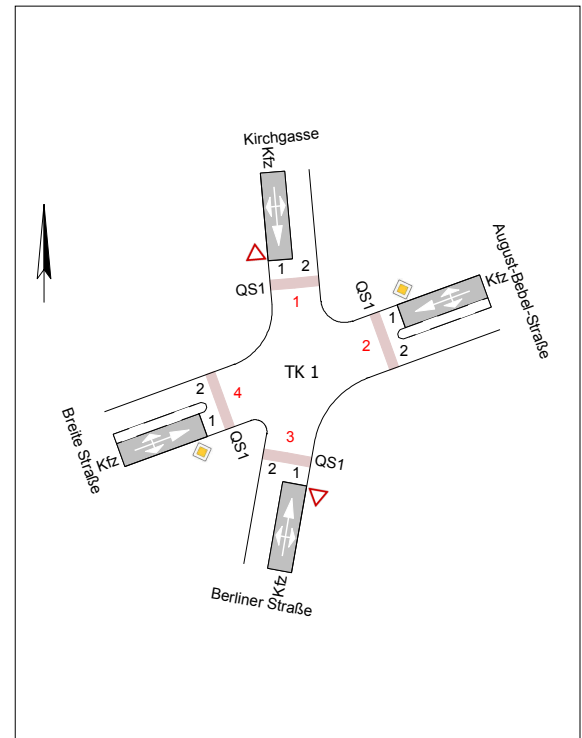 Kirchgasse
Kfz
1 2
QS1
1
August-Bebel-Straße
Kfz
QS1
1
2
2
TK 1
Breite Straße
Kfz
2
1
4
QS1
3
QS1
2 1
Kfz
Berliner Straße